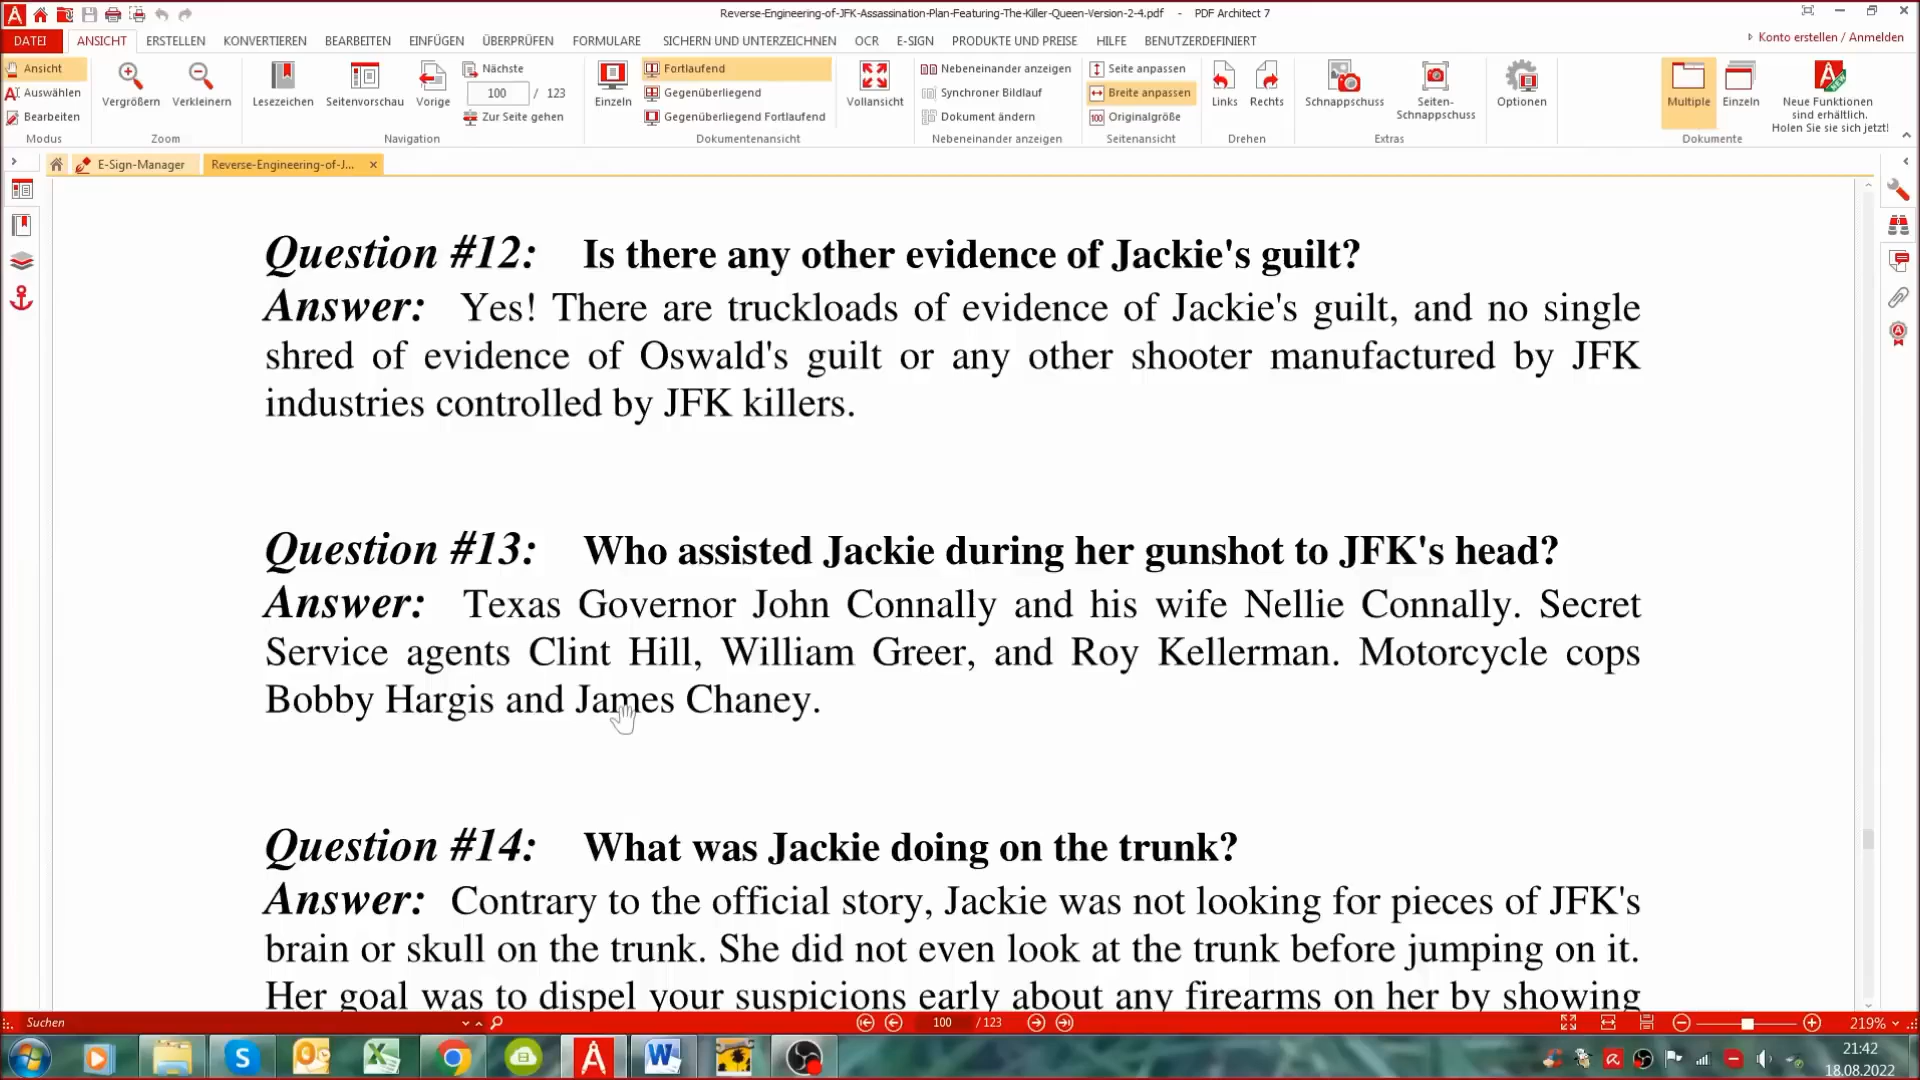 Reverse-Engineering-of-JFK-Assassination-Plan-Featuring-The-Killer-Queen-Version-2-4.pdf - PDF Architect 7
DATEI ANSICHT ERSTELLEN KONVERTIEREN BEARBEITEN EINFÜGEN ÜBERPRÜFEN FORMULARE SICHERN UND UNTERZEICHNEN OCR E-SIGN PRODUKTE UND PREISE HILFE BENUTZERDEFINIERT Konto erstellen / Anmelden
Ansicht
Auswählen
Bearbeiten
Modus
Vergrößern Verkleinern
Zoom
Lesezeichen Seitenvorschau Vorige
Nächste
100 / 123
Zur Seite gehen
Navigation
Einzeln
Fortlaufend
Gegenüberliegend
Gegenüberliegend Fortlaufend
Dokumentenansicht
Vollansicht
Nebeneinander anzeigen
Synchroner Bildlauf
Dokument ändern
Nebeneinander anzeigen
Seite anpassen
Breite anpassen
100 Originalgröße
Seitenansicht
Links Rechts
Drehen
Schnappschuss
Seiten-
Schnappschuss
Extras
Optionen
Multiple Einzeln
Dokumente
NEW
Neue Funktionen
sind erhältlich.
Holen Sie sie sich jetzt!
E-Sign-Manager Reverse-Engineering-of-J...
Question #12: Is there any other evidence of Jackie's guilt?
Answer: Yes! There are truckloads of evidence of Jackie's guilt, and no single
shred of evidence of Oswald's guilt or any other shooter manufactured by JFK
industries controlled by JFK killers.
Question #13: Who assisted Jackie during her gunshot to JFK's head?
Answer: Texas Governor John Connally and his wife Nellie Connally. Secret
Service agents Clint Hill, William Greer, and Roy Kellerman. Motorcycle cops
Bobby Hargis and James Chaney.
Question #14: What was Jackie doing on the trunk?
Answer: Contrary to the official story, Jackie was not looking for pieces of JFK's
brain or skull on the trunk. She did not even look at the trunk before jumping on it.
Her goal was to dispel your suspicions early about any firearms on her by showing
Suchen 100 / 123 219%
21:42
18.08.2022